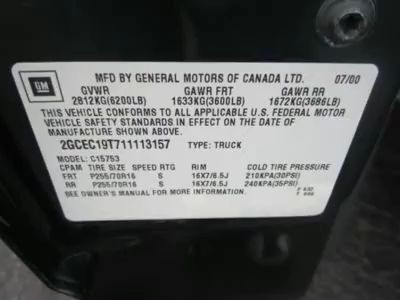 GM
MFD BY GENERAL MOTORS OF CANADA LTD. 07/00
GVWR GAWR FRT GAWR RR
2812KG(6200LB) 1633KG(3600LB) 1672KG(3686LB)
THIS VEHICLE CONFORMS TO ALL APPLICABLE U.S. FEDERAL MOTOR
VEHICLE SAFETY STANDARDS IN EFFECT ON THE DATE OF
MANUFACTURE SHOWN ABOVE.
2GCEC19T711113157 TYPE: TRUCK
MODEL: C15753
CPAM TIRE SIZE SPEED RTG RIM COLD TIRE PRESSURE
FRT P255/70R16 S 16X7/6.5J 210KPA(30PSI)
RR P255/70R16 S 16X7/6.5J 240KPA(35PSI)
SEE OWNER'S MANUAL FOR MORE INFORMATION.